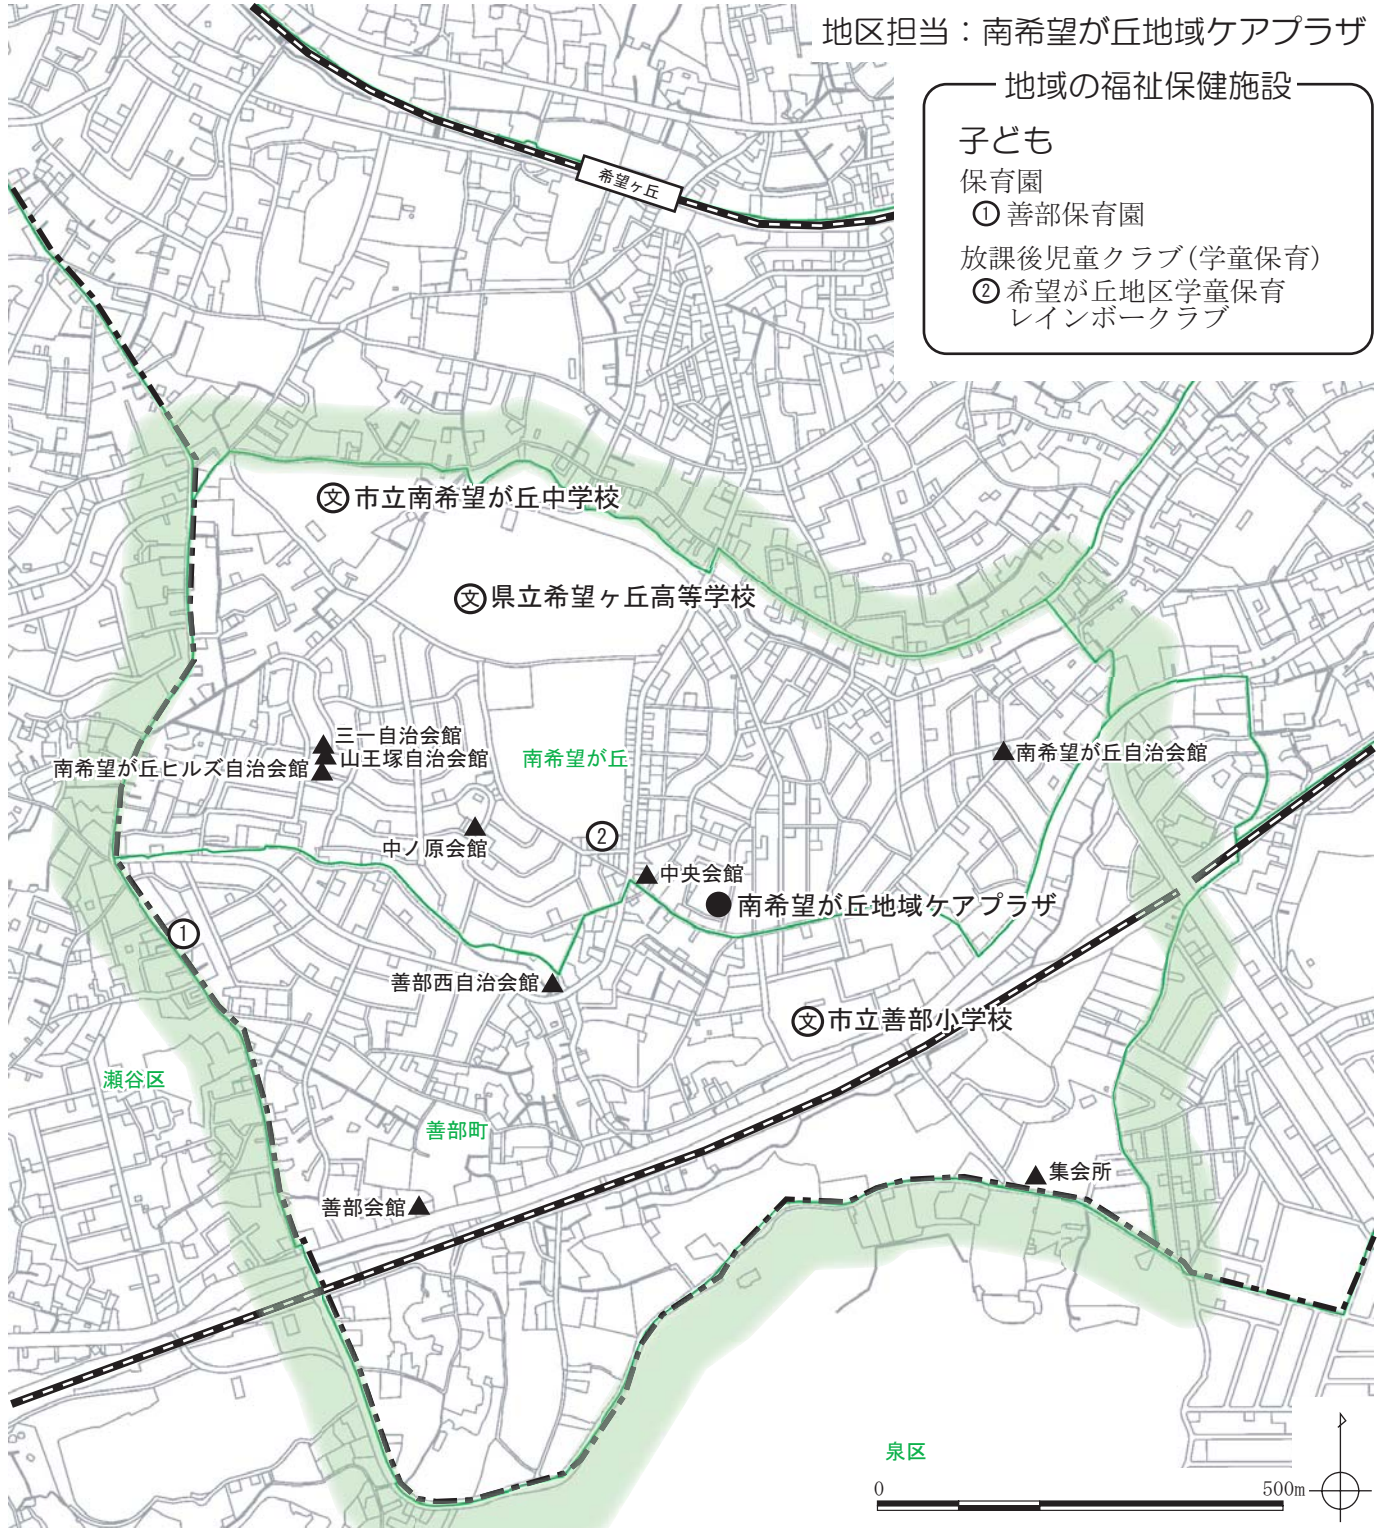 地区担当：南希望が丘地域ケアプラザ
地域の福祉保健施設
子ども
保育園
①善部保育園
放課後児童クラブ(学童保育)
②希望が丘地区学童保育
レインボークラブ
希望ヶ丘
文 市立南希望が丘中学校
文 県立希望ヶ丘高等学校
三一自治会館
山王塚自治会館
南希望が丘ヒルズ自治会館
南希望が丘
南希望が丘自治会館
中ノ原会館
②
中央会館
南希望が丘地域ケアプラザ
①
善部西自治会館
文 市立善部小学校
瀬谷区
善部町
集会所
善部会館
泉区
0 500m